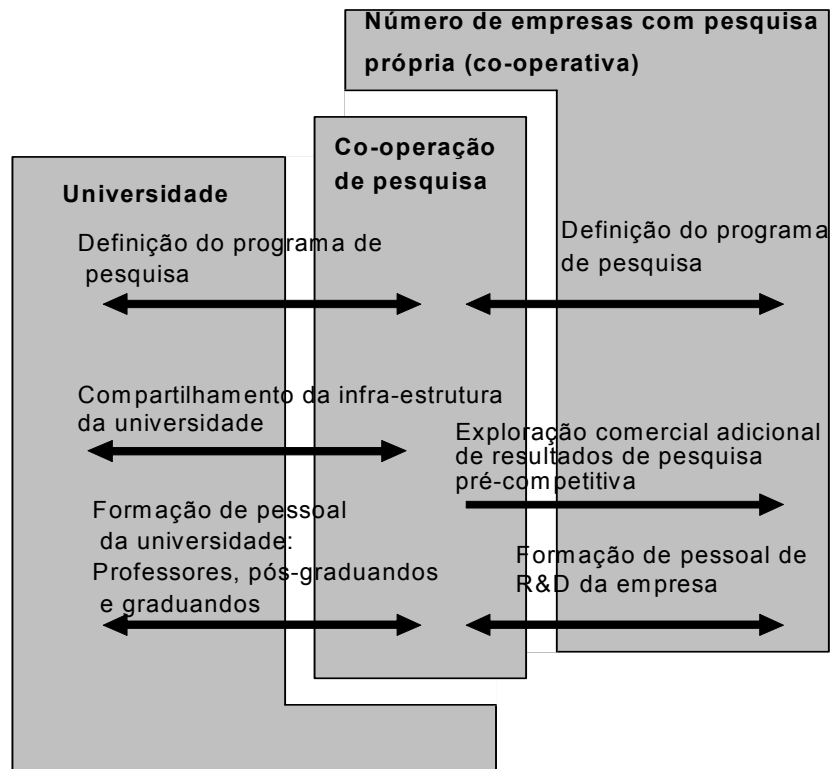 Número de empresas com pesquisa
própria (co-operativa)
Co-operação
de pesquisa
Universidade
Definição do programa de
pesquisa
Definição do programa
de pesquisa
Compartilhamento da infra-estrutura
da universidade
Exploração comercial adicional
de resultados de pesquisa
pré-competitiva
Formação de pessoal
da universidade:
Professores, pós-graduandos
e graduandos
Formação de pessoal de
R&D da empresa